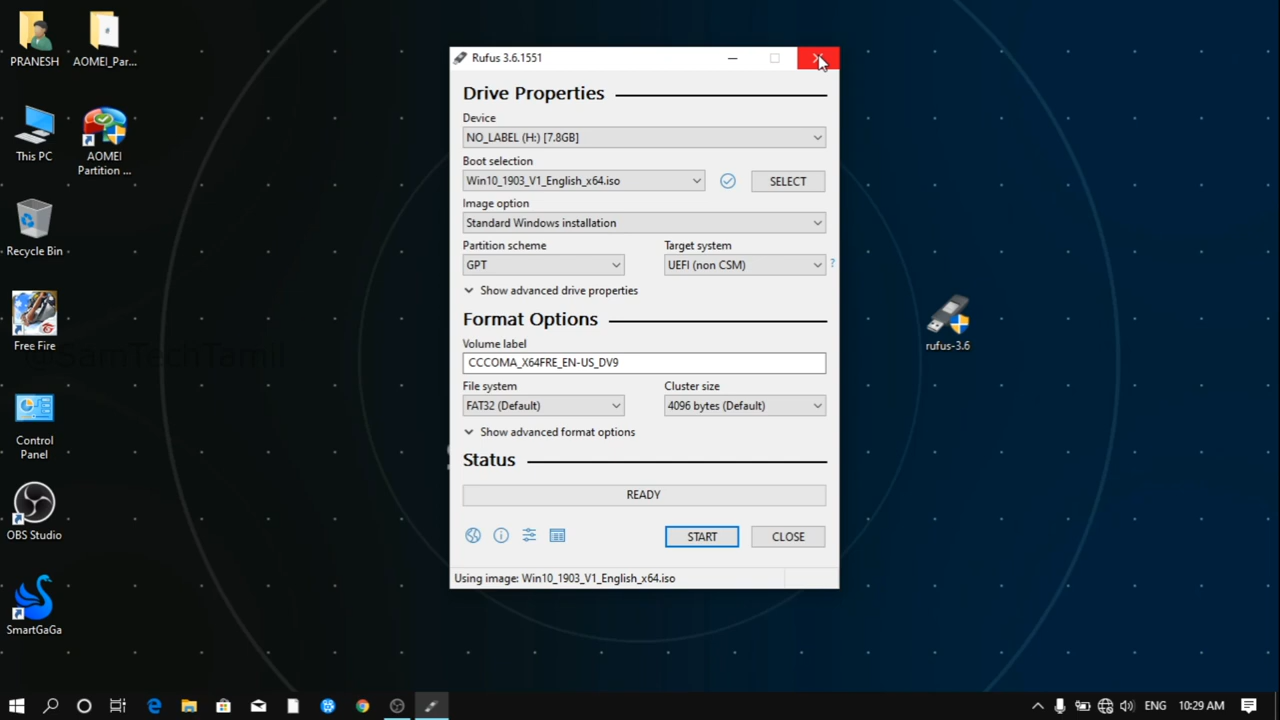 PRANESH
AOMEI_Par...
This PC
AOMEI
Partition ...
Recycle Bin
Free Fire
Control
Panel
OBS Studio
SmartGaGa
@SamTechTamil
Rufus 3.6.1551
Drive Properties
Device
NO_LABEL (H:) [7.8GB]
Boot selection
Win10_1903_V1_English_x64.iso
SELECT
Image option
Standard Windows installation
Partition scheme
Target system
GPT
UEFI (non CSM)
?
Show advanced drive properties
Format Options
Volume label
CCCOMA_X64FRE_EN-US_DV9
File system
Cluster size
FAT32 (Default)
4096 bytes (Default)
Show advanced format options
Status
READY
START
CLOSE
Using image: Win10_1903_V1_English_x64.iso
rufus-3.6
ENG
10:29 AM